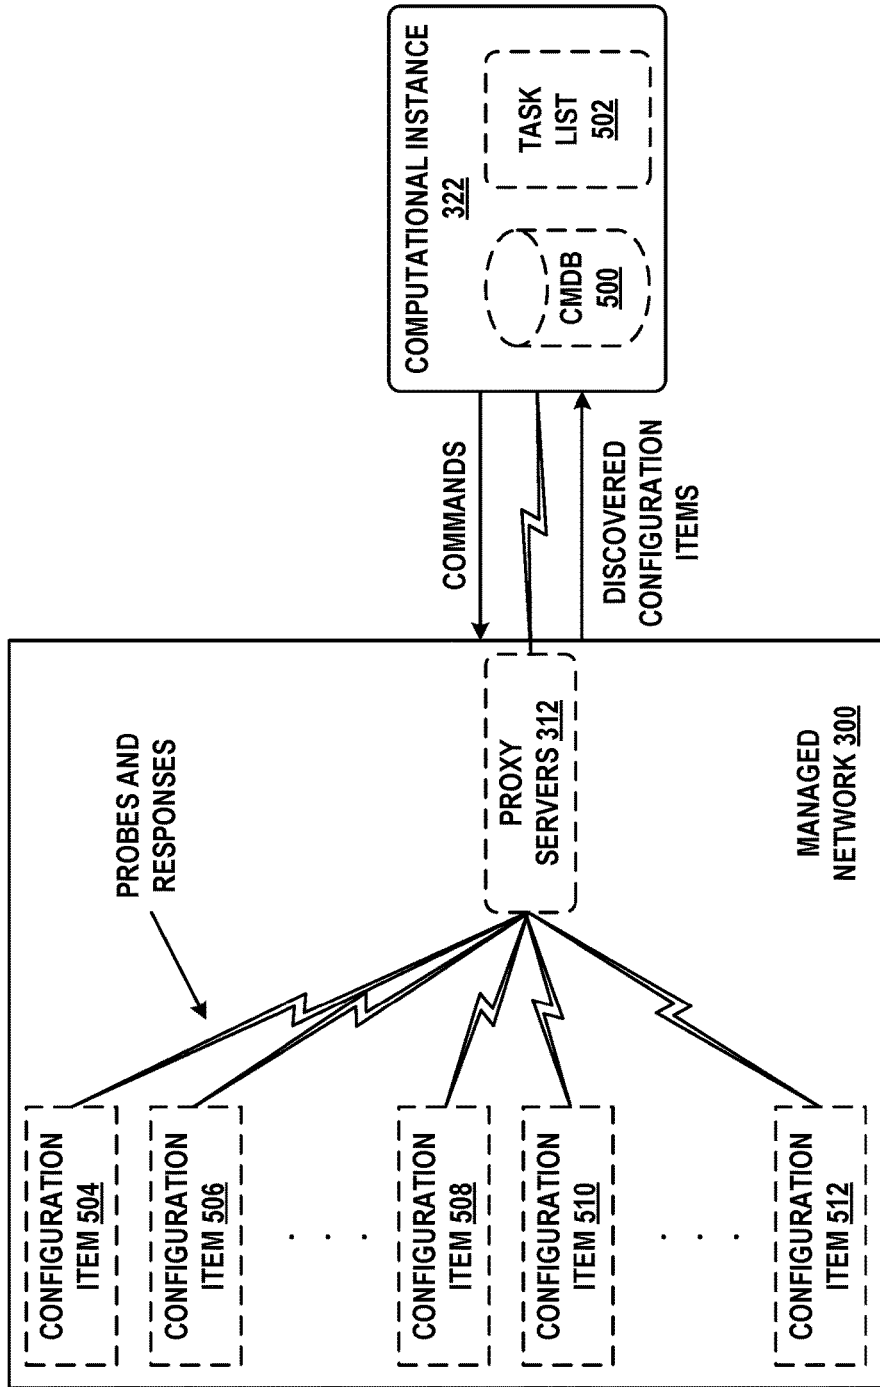 COMPUTATIONAL INSTANCE
322
CMDB
500
TASK
LIST
502
COMMANDS
DISCOVERED
CONFIGURATION
ITEMS
PROBES AND
RESPONSES
PROXY
SERVERS 312
MANAGED
NETWORK 300
CONFIGURATION
ITEM 504
CONFIGURATION
ITEM 506
. . .
CONFIGURATION
ITEM 508
CONFIGURATION
ITEM 510
. . .
CONFIGURATION
ITEM 512